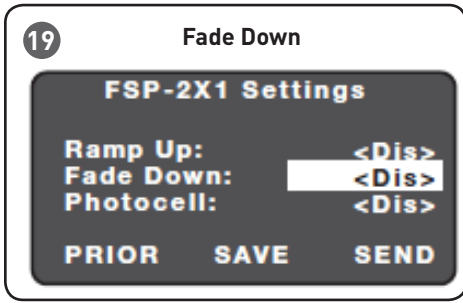 19 Fade Down
FSP-2X1 Settings
Ramp Up: <Dis>
Fade Down: <Dis>
Photocell: <Dis>
PRIOR SAVE SEND